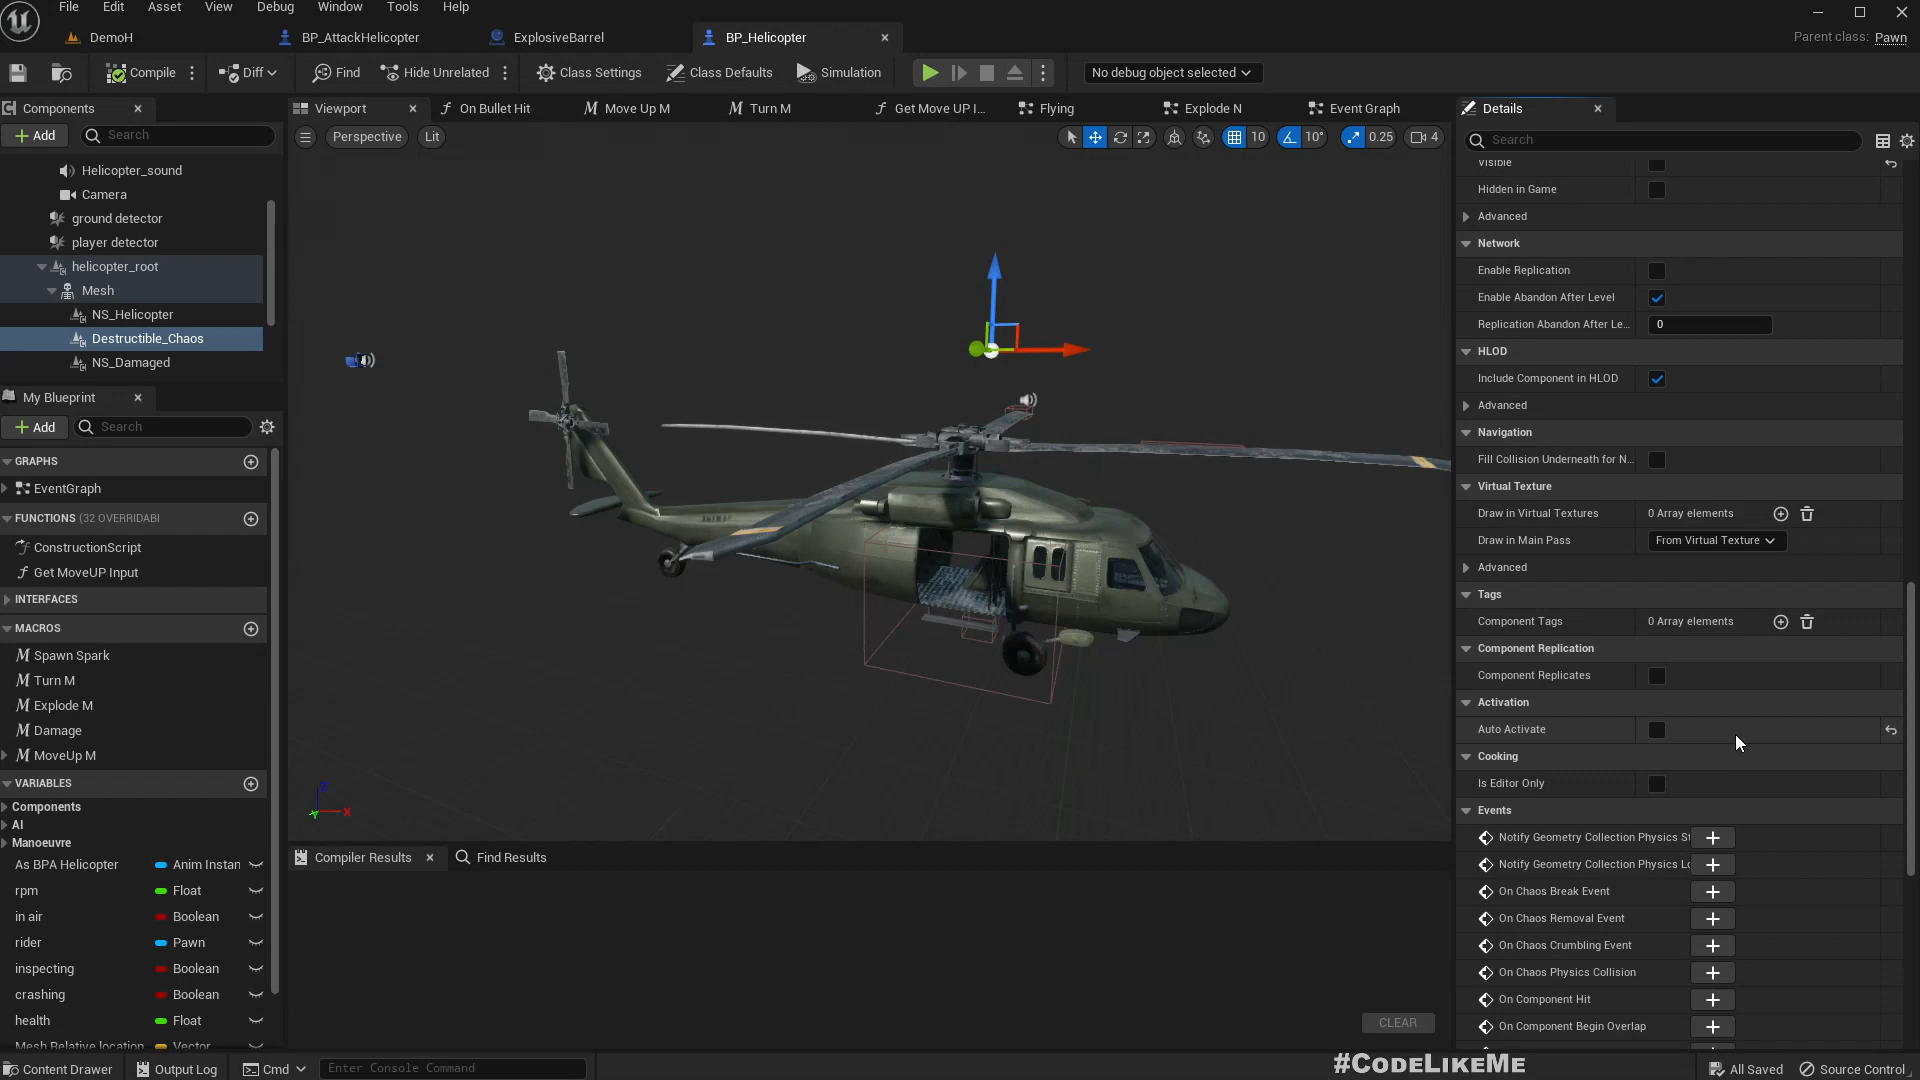 File Edit Asset View Debug Window Tools Help
DemoH BP_AttackHelicopter ExplosiveBarrel BP_Helicopter Parent class: Pawn
Compile Diff Find Hide Unrelated Class Settings Class Defaults Simulation No debug object selected
Components Viewport On Bullet Hit Move Up M Turn M Get Move UP I... Flying Explode N Event Graph Details
Add Search Perspective Lit 10 10° 0.25 4 Search
Visible
Helicopter_sound
Hidden in Game
Camera
Advanced
ground detector
Network
player detector
helicopter_root
Enable Replication
Mesh
Enable Abandon After Level
NS_Helicopter
Replication Abandon After Le... 0
Destructible_Chaos
HLOD
NS_Damaged
Include Component in HLOD
My Blueprint
Advanced
Add Search
Navigation
GRAPHS
Fill Collision Underneath for N...
EventGraph
Virtual Texture
FUNCTIONS (32 OVERRIDABI
Draw in Virtual Textures 0 Array elements
ConstructionScript
Draw in Main Pass From Virtual Texture
Get MoveUP Input
Advanced
INTERFACES
Tags
MACROS
Component Tags 0 Array elements
Spawn Spark
Component Replication
Turn M
Component Replicates
Explode M
Activation
Damage
Auto Activate
MoveUp M
Cooking
VARIABLES
Is Editor Only
Components
AI
Events
Manoeuvre
Notify Geometry Collection Physics St
As BPA Helicopter Anim Instan
Notify Geometry Collection Physics Lo
rpm Float
On Chaos Break Event
in air Boolean
On Chaos Removal Event
rider Pawn
On Chaos Crumbling Event
inspecting Boolean
On Chaos Physics Collision
crashing Boolean
On Component Hit
health Float
On Component Begin Overlap
Mesh Relative location Vector
Z
X
Y
Compiler Results Find Results
CLEAR
Content Drawer Output Log Cmd Enter Console Command #CODELIKEME All Saved Source Control